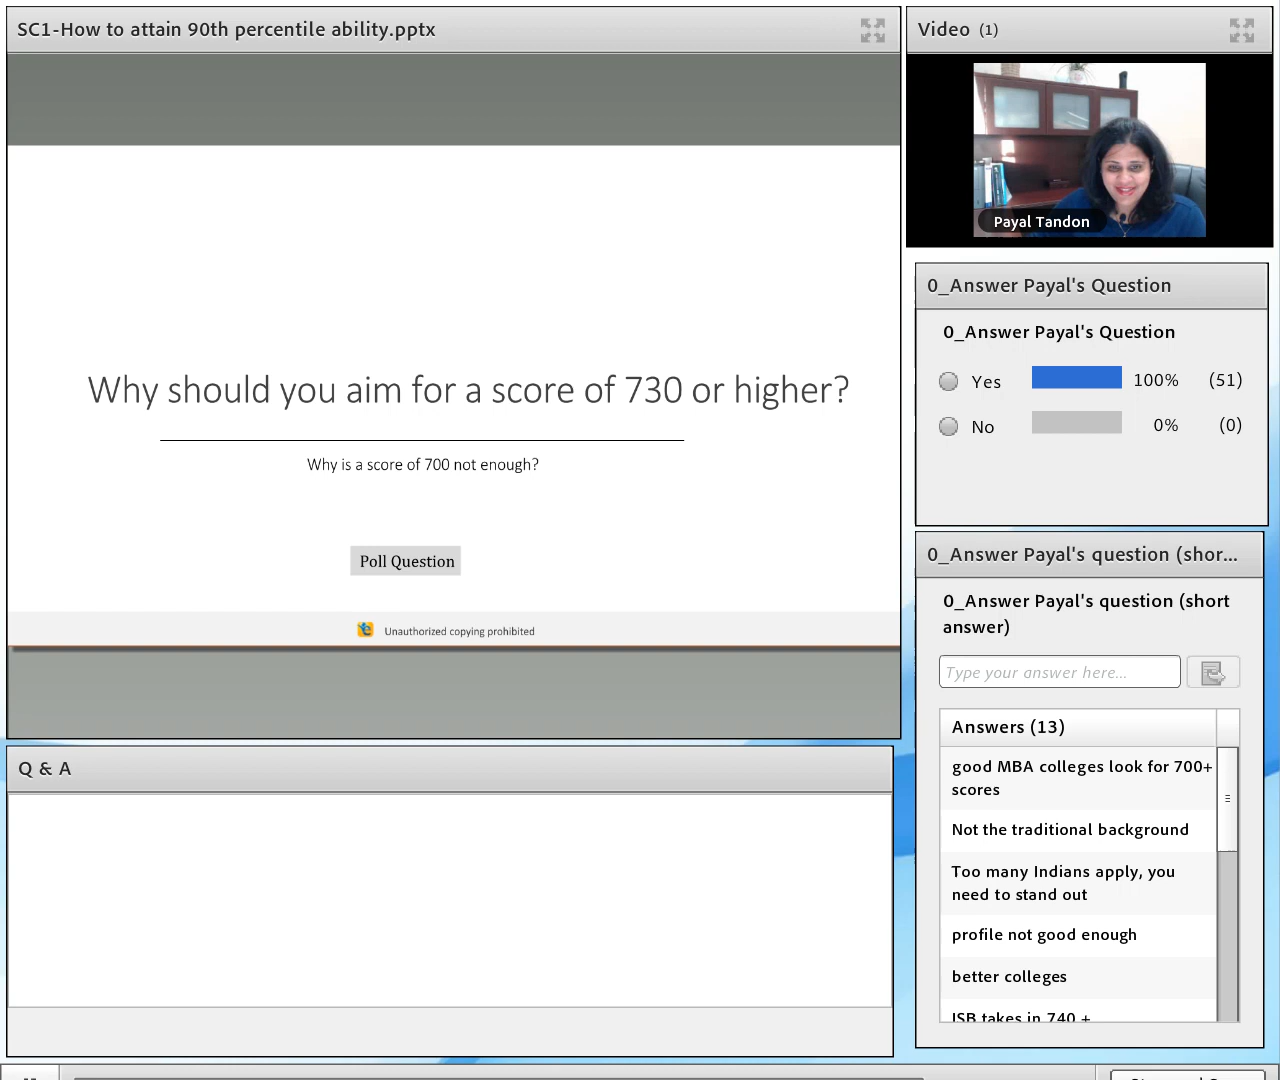 SC1-How to attain 90th percentile ability.pptx
Video (1)
Payal Tandon
Why should you aim for a score of 730 or higher?
Why is a score of 700 not enough?
Poll Question
Unauthorized copying prohibited
0_Answer Payal's Question
0_Answer Payal's Question
Yes 100% (51)
No 0% (0)
0_Answer Payal's question (shor...
0_Answer Payal's question (short
answer)
Type your answer here...
Answers (13)
good MBA colleges look for 700+
scores
Not the traditional background
Too many Indians apply, you
need to stand out
profile not good enough
better colleges
ISB takes in 740 +
Q & A